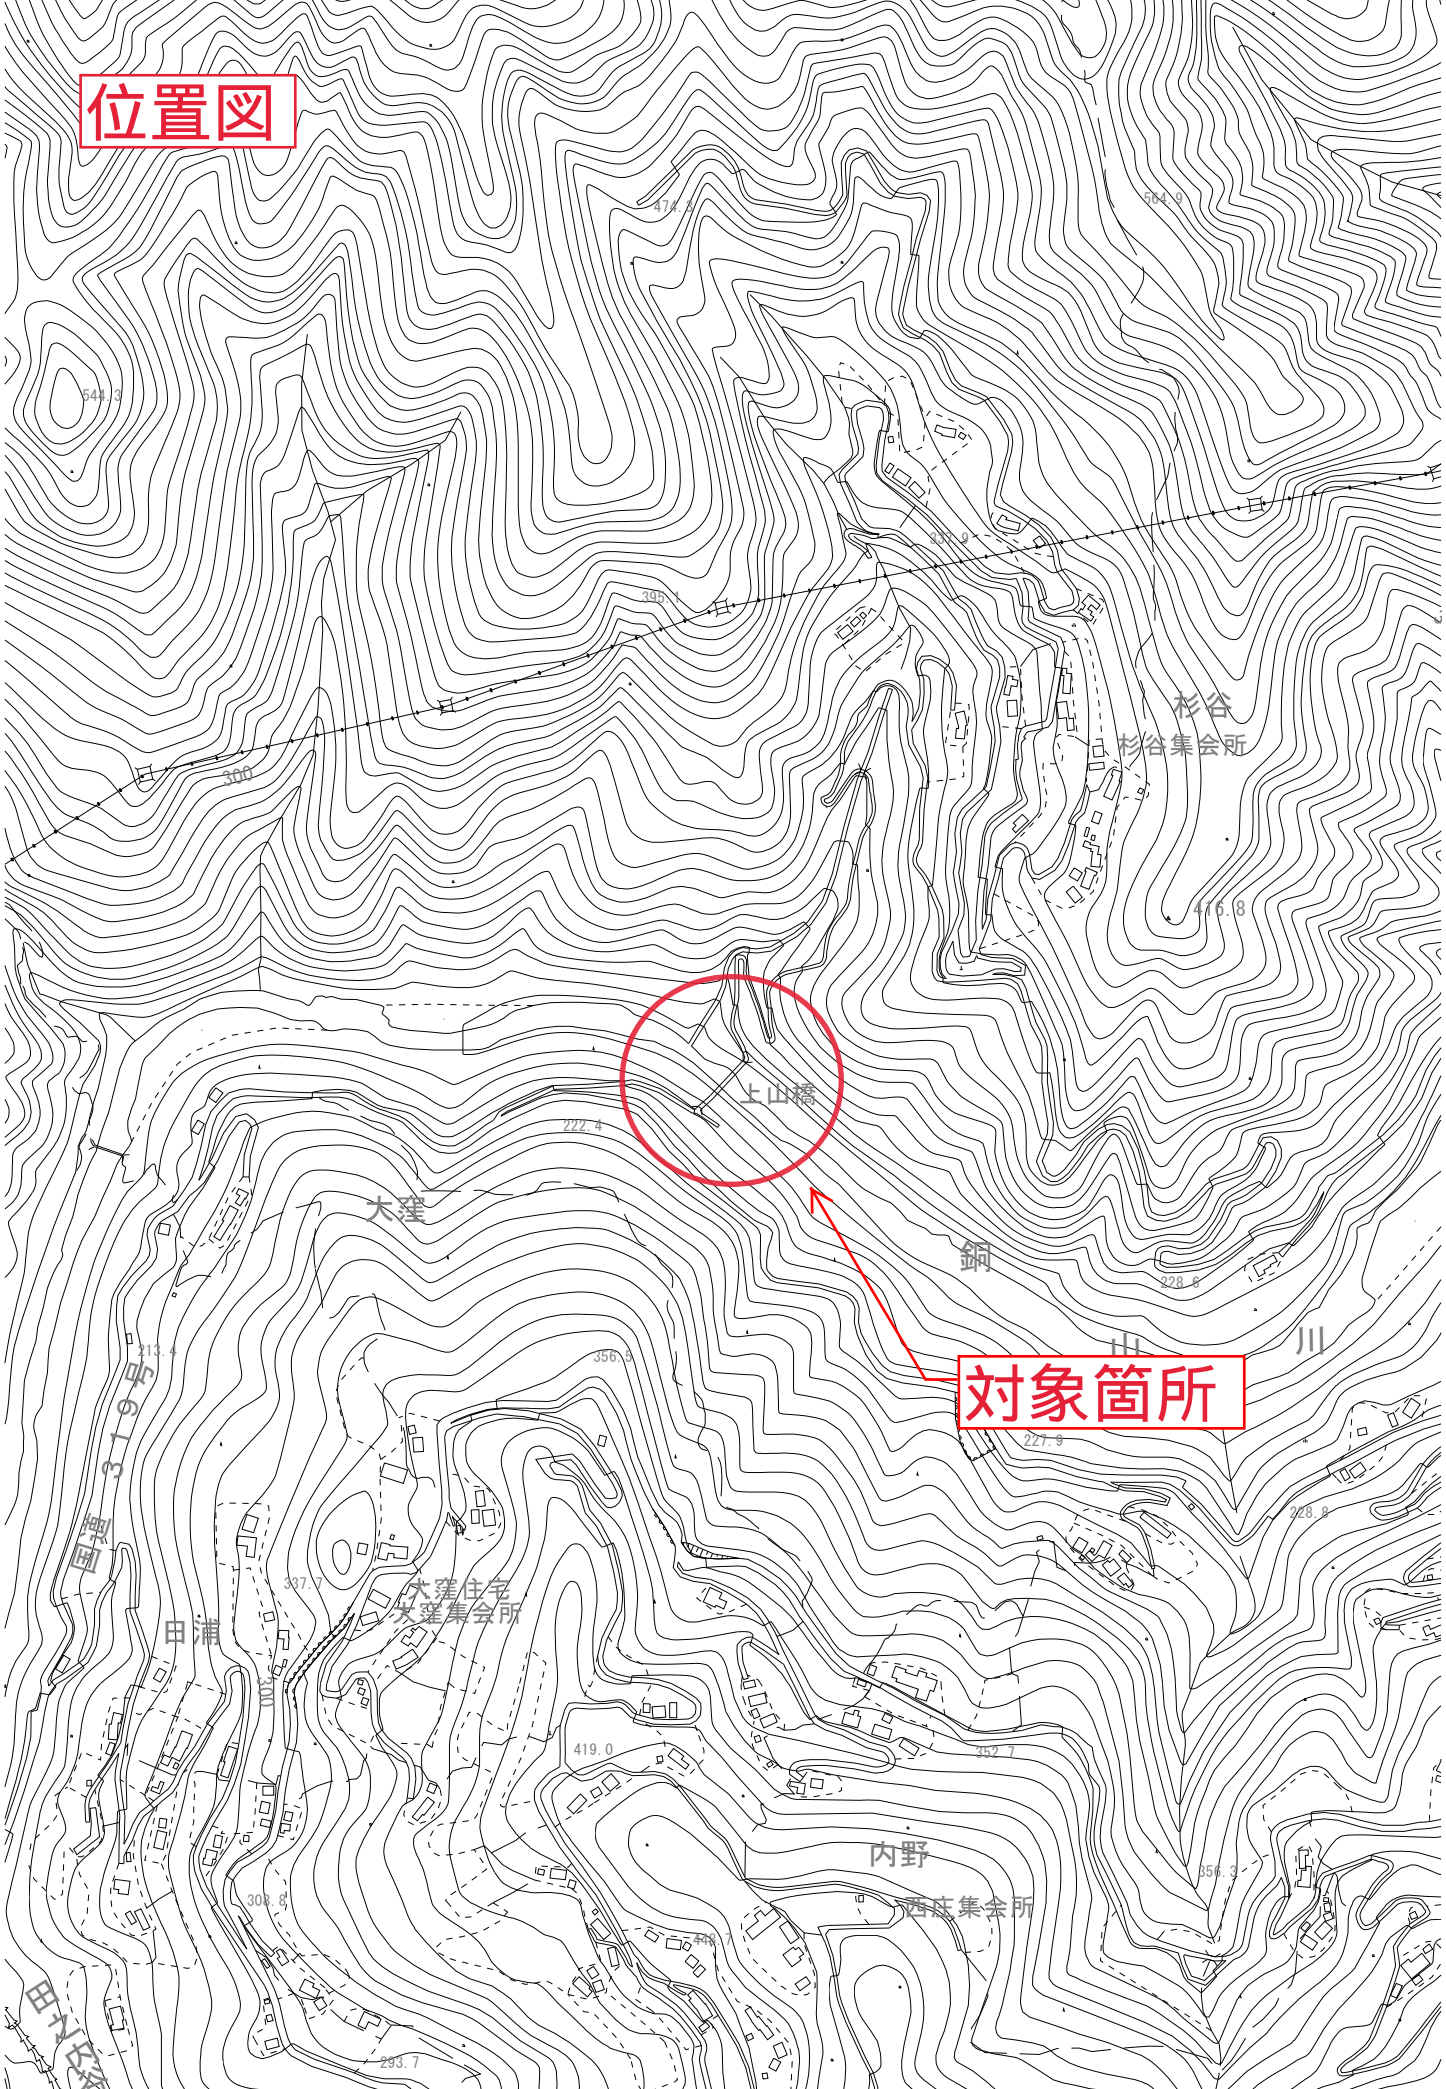 位置図
474.3
564.9
544.3
337.9
395.1
杉谷
杉谷集会所
300
416.8
上山橋
222.4
大窪
銅
228.6
山
川
213.4
356.5
対象箇所
国道319号
227.9
228.8
337.7
大窪住宅
大窪集会所
日浦
300
419.0
352.7
内野
356.3
308.8
西庄集会所
448.7
293.7